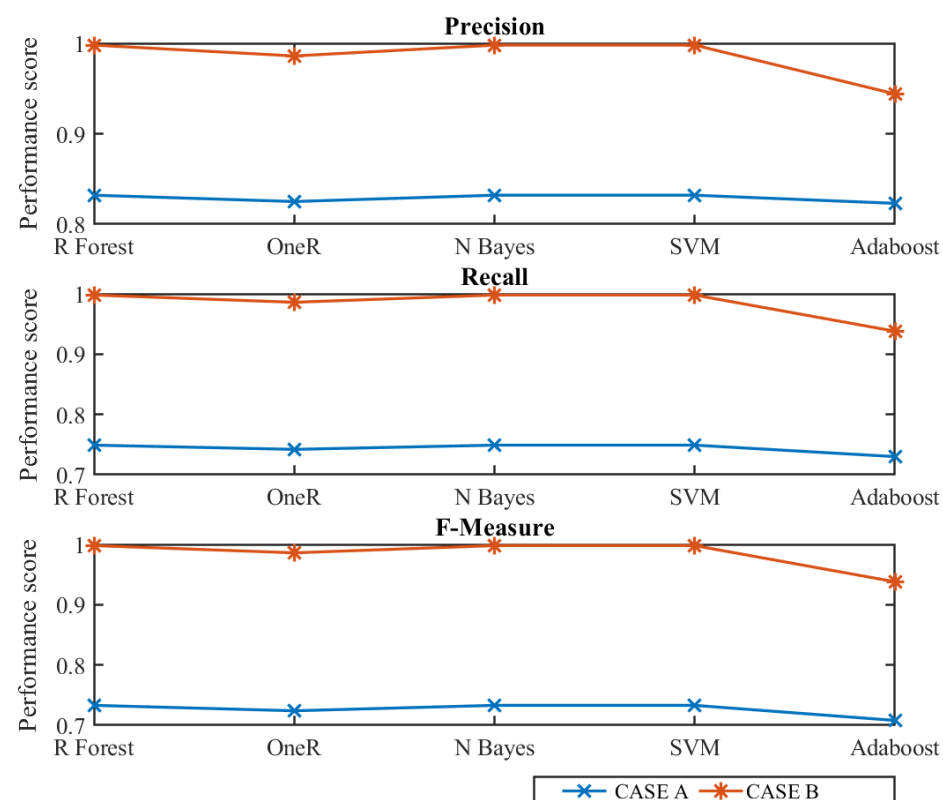 Precision
Performance score
1
0.9
0.8
R Forest OneR N Bayes SVM Adaboost
Recall
Performance score
1
0.9
0.8
0.7
R Forest OneR N Bayes SVM Adaboost
F-Measure
Performance score
1
0.9
0.8
0.7
R Forest OneR N Bayes SVM Adaboost
CASE A CASE B